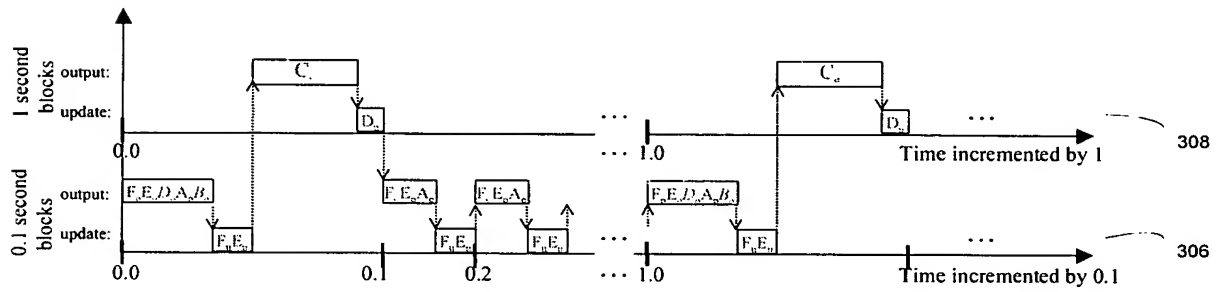 1 second
blocks
output:
update:
C
D
0.0
... 1.0
...
Time incremented by 1
308
0.1 second
blocks
output:
update:
F E D A B
F E
F E A
F E
F E A
F E
F E D A B
F E
C
D
...
...
...
0.0
0.1
0.2
1.0
Time incremented by 0.1
306